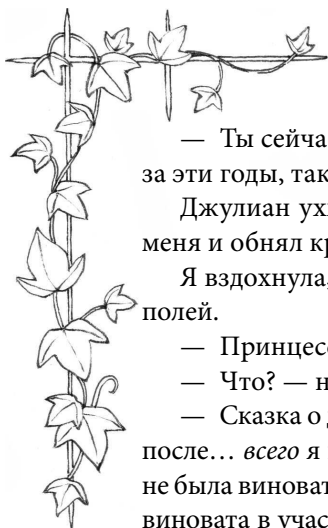 — Ты сейча
за эти годы, так
Джулиан ух
меня и обнял кр
Я вздохнула,
полей.
— Принцесс
— Что? — н
— Сказка о
после… всего я
не была виноват
виновата в учас